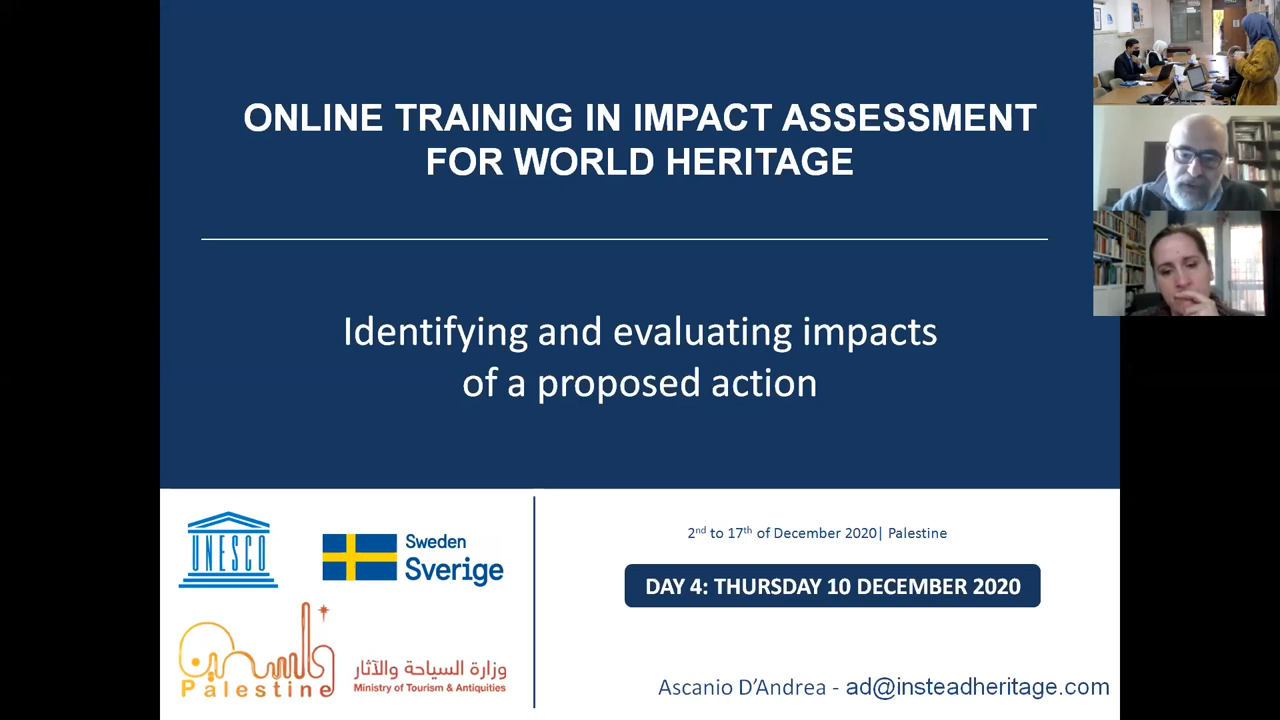 ONLINE TRAINING IN IMPACT ASSESSMENT
FOR WORLD HERITAGE
Identifying and evaluating impacts
of a proposed action
UNESCO
Sweden
Sverige
فلسطين
Palestine
وزارة السياحة والآثار
Ministry of Tourism & Antiquities
2nd to 17th of December 2020| Palestine
DAY 4: THURSDAY 10 DECEMBER 2020
Ascanio D'Andrea - ad@insteadheritage.com